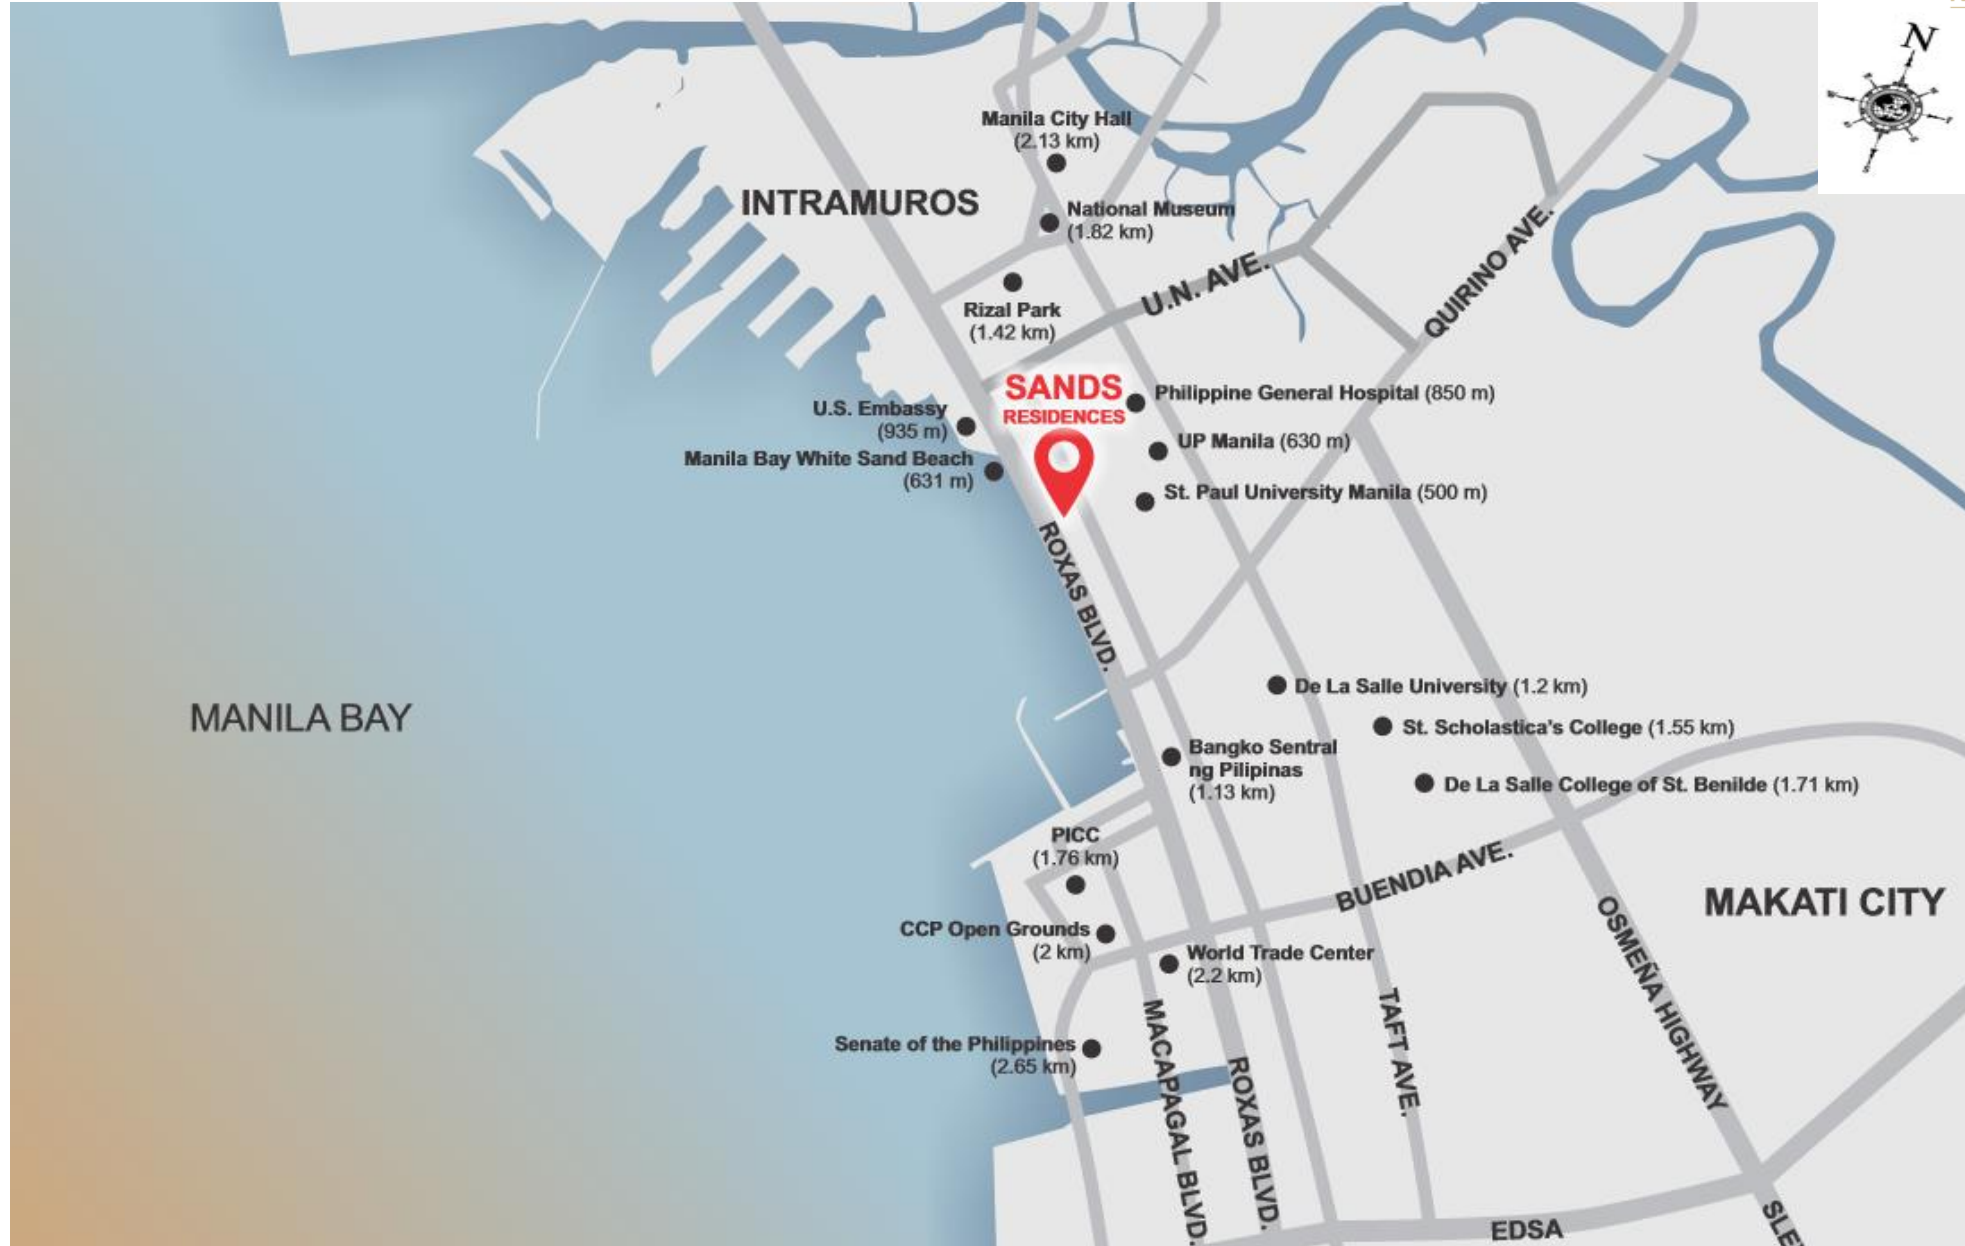 N
Manila City Hall
(2.13 km)
INTRAMUROS
National Museum
(1.82 km)
U.N. AVE.
QUIRINO AVE.
Rizal Park
(1.42 km)
SANDS
RESIDENCES
Philippine General Hospital (850 m)
U.S. Embassy
(935 m)
UP Manila (630 m)
Manila Bay White Sand Beach
(631 m)
St. Paul University Manila (500 m)
ROXAS BLVD.
De La Salle University (1.2 km)
MANILA BAY
St. Scholastica's College (1.55 km)
Bangko Sentral
ng Pilipinas
(1.13 km)
De La Salle College of St. Benilde (1.71 km)
PICC
(1.76 km)
BUENDIA AVE.
MAKATI CITY
CCP Open Grounds
(2 km)
World Trade Center
(2.2 km)
OSMEÑA HIGHWAY
TAFT AVE.
Senate of the Philippines
(2.65 km)
MACAPAGAL BLVD.
ROXAS BLVD.
EDSA